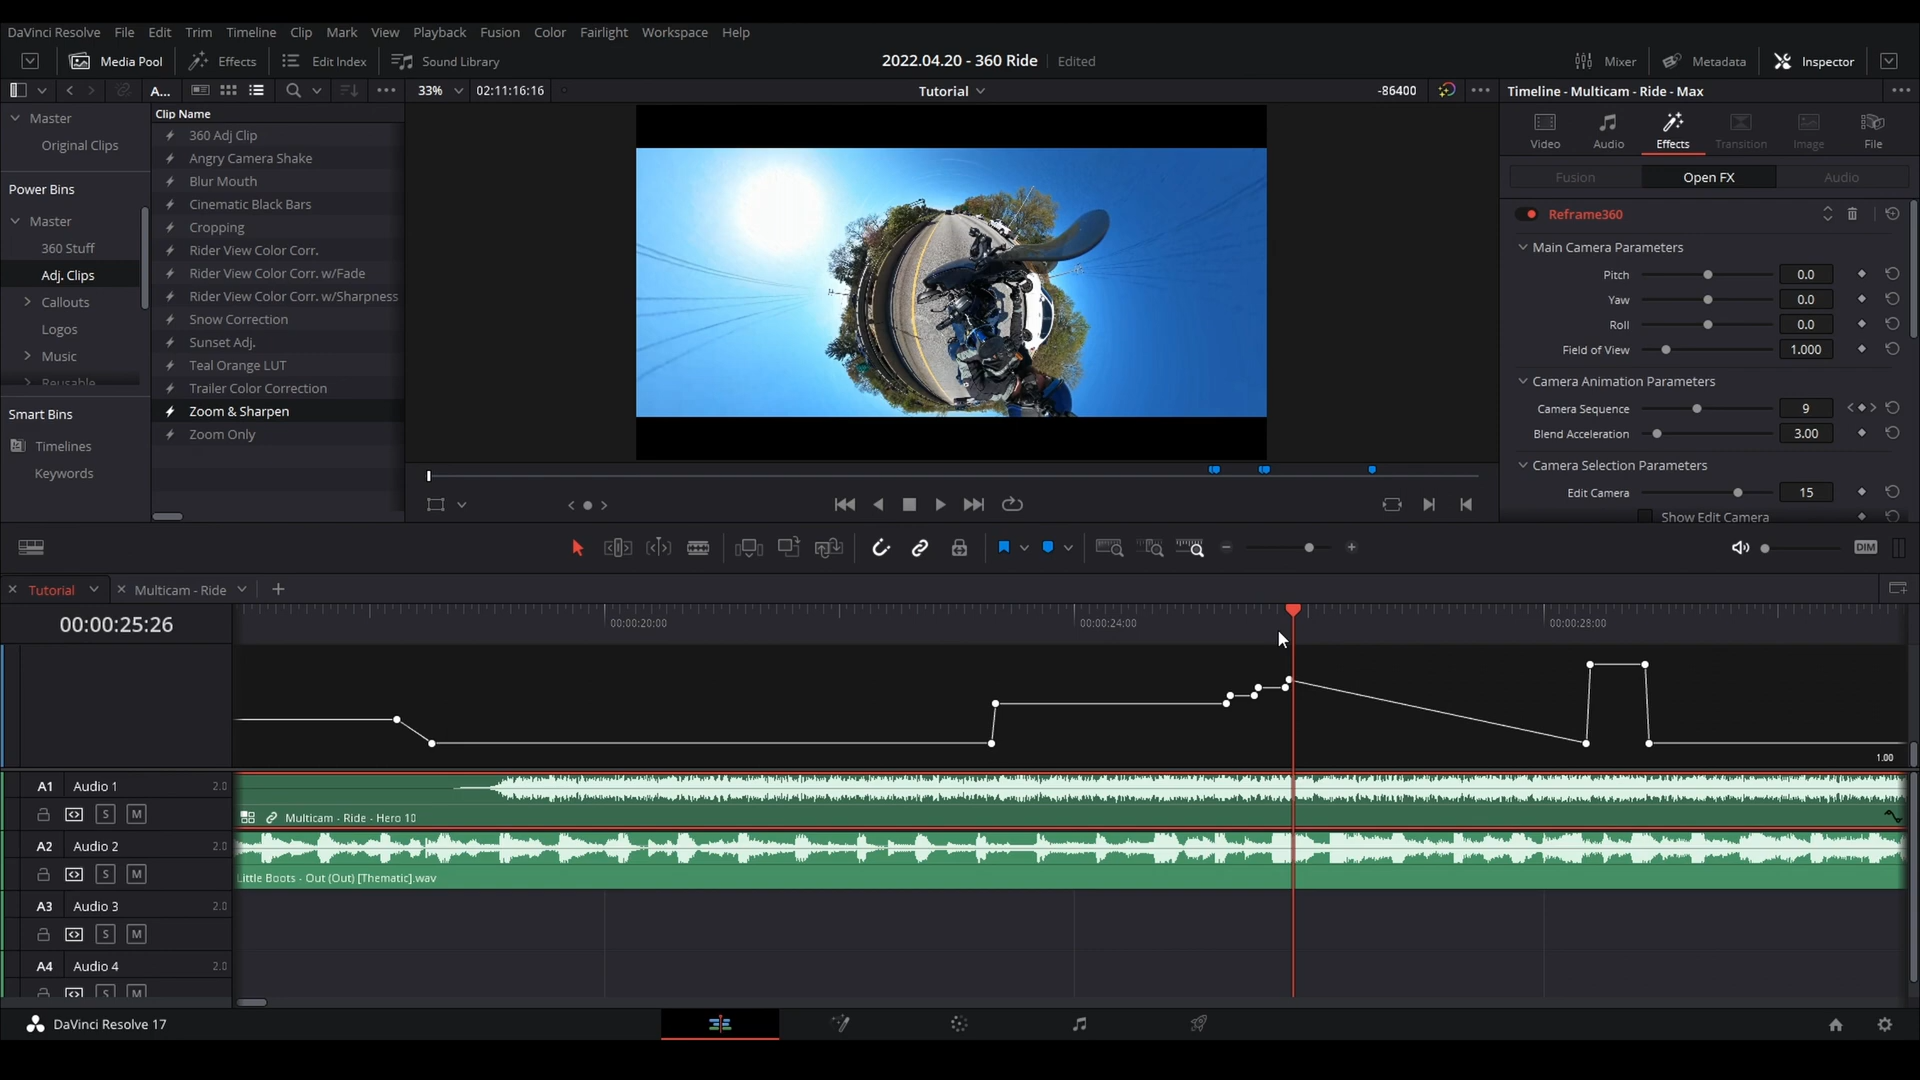 DaVinci Resolve File Edit Trim Timeline Clip Mark View Playback Fusion Color Fairlight Workspace Help
Media Pool Effects Edit Index Sound Library 2022.04.20 - 360 Ride Edited Mixer Metadata Inspector
A... 33% 02:11:16:16 Tutorial -86400 Timeline - Multicam - Ride - Max
Master
Original Clips
Power Bins
Master
360 Stuff
Adj. Clips
Callouts
Logos
Music
Reusable
Smart Bins
Timelines
Keywords
Clip Name
360 Adj Clip
Angry Camera Shake
Blur Mouth
Cinematic Black Bars
Cropping
Rider View Color Corr.
Rider View Color Corr. w/Fade
Rider View Color Corr. w/Sharpness
Snow Correction
Sunset Adj.
Teal Orange LUT
Trailer Color Correction
Zoom & Sharpen
Zoom Only
Video Audio Effects Transition Image File
Fusion Open FX Audio
Reframe360
Main Camera Parameters
Pitch 0.0
Yaw 0.0
Roll 0.0
Field of View 1.000
Camera Animation Parameters
Camera Sequence 9
Blend Acceleration 3.00
Camera Selection Parameters
Edit Camera 15
Show Edit Camera
DIM
Tutorial Multicam - Ride
00:00:25:26 00:00:20:00 00:00:24:00 00:00:28:00
1.00
A1 Audio 1 2.0
S M Multicam - Ride - Hero 10
A2 Audio 2 2.0
S M Little Boots - Out (Out) [Thematic].wav
A3 Audio 3 2.0
S M
A4 Audio 4 2.0
S M
DaVinci Resolve 17